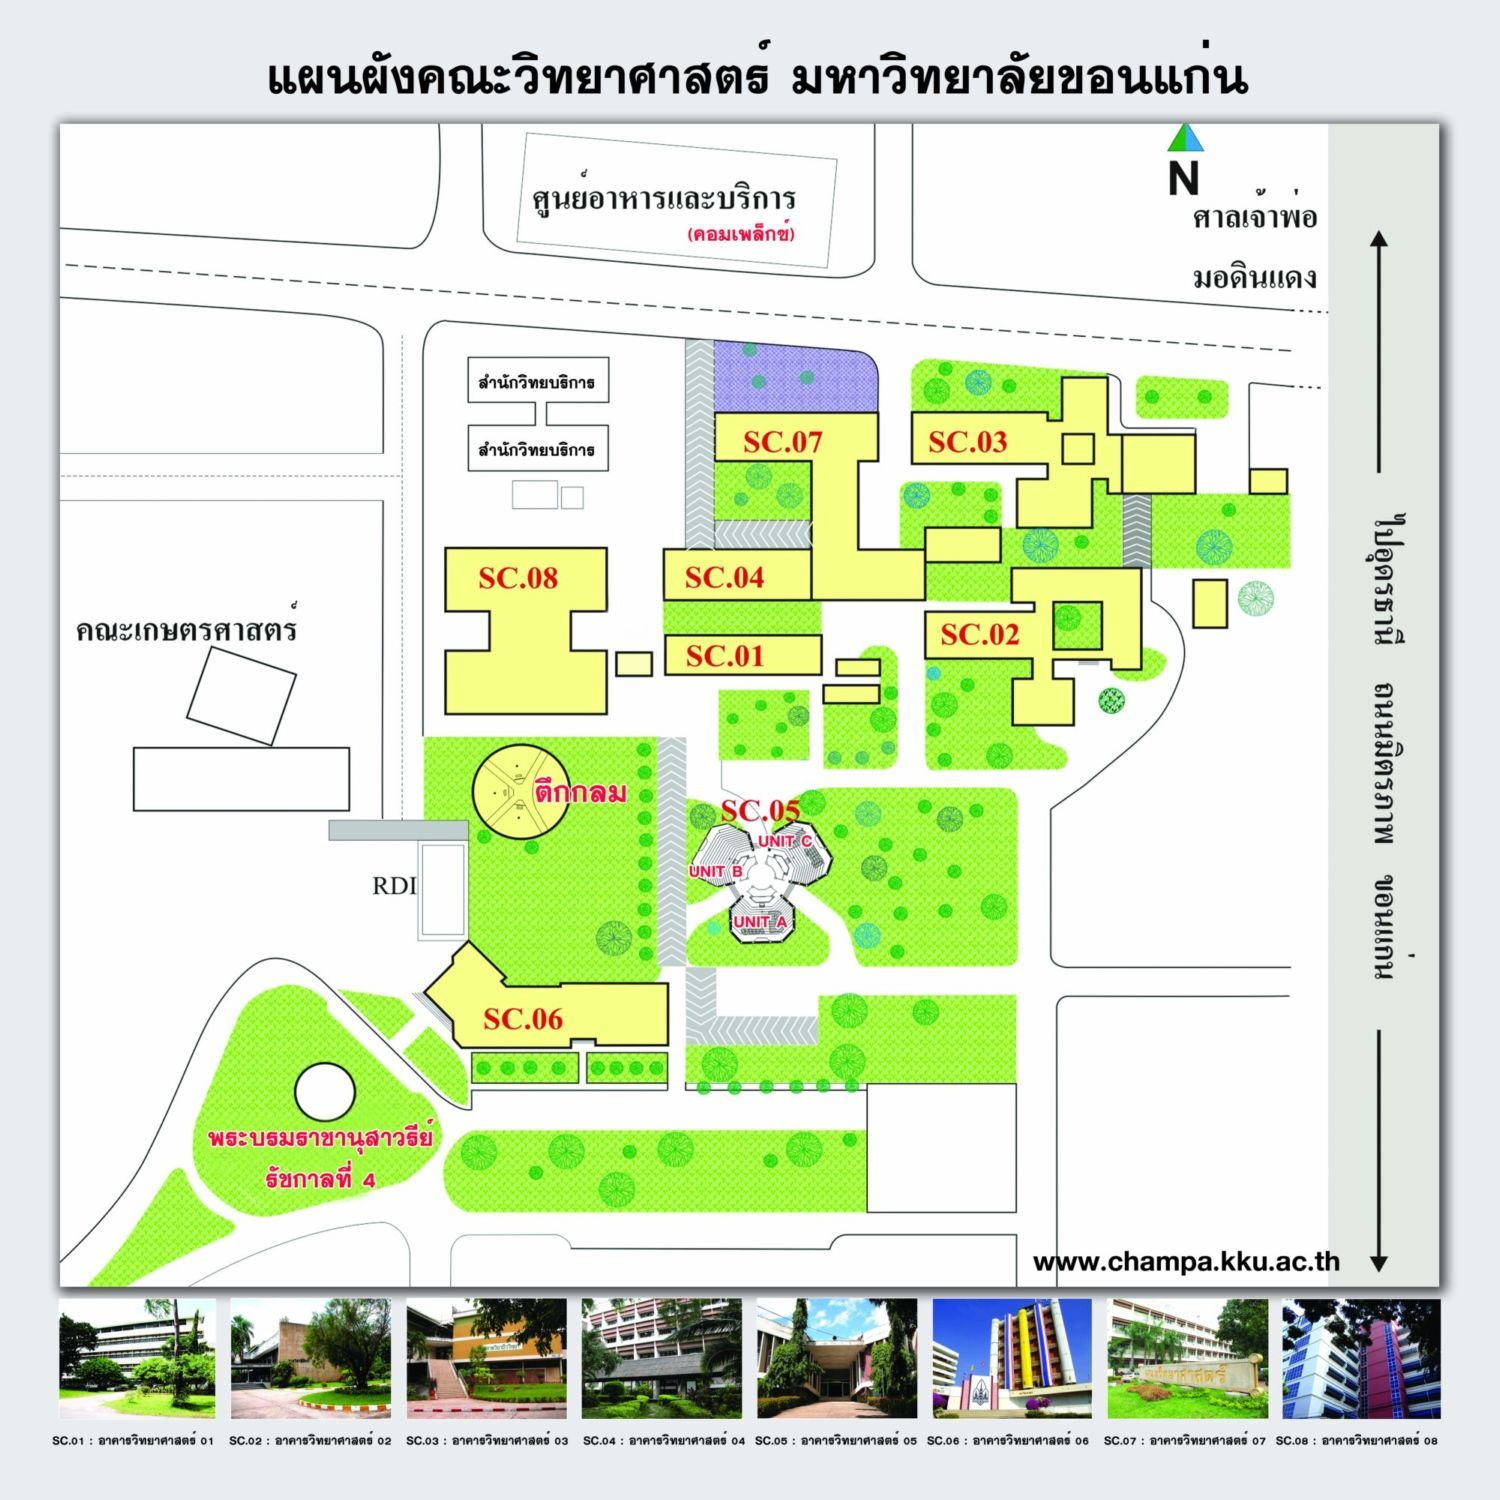 แผนผังคณะวิทยาศาสตร์ มหาวิทยาลัยขอนแก่น
N
ศูนย์อาหารและบริการ
(คอมเพล็กซ์)
ศาลเจ้าพ่อ
มอดินแดง
สำนักวิทยบริการ
สำนักวิทยบริการ
SC.07
SC.03
SC.08
SC.04
SC.02
SC.01
คณะเกษตรศาสตร์
ไปอุดรธานี ถนนมิตรภาพ ขอนแก่น
ตึกกลม
SC.05
UNIT C
UNIT B
UNIT A
RDI
SC.06
พระบรมราชานุสาวรีย์
รัชกาลที่ 4
www.champa.kku.ac.th
คณะวิทยาศาสตร์
SC.01 : อาคารวิทยาศาสตร์ 01
SC.02 : อาคารวิทยาศาสตร์ 02
SC.03 : อาคารวิทยาศาสตร์ 03
SC.04 : อาคารวิทยาศาสตร์ 04
SC.05 : อาคารวิทยาศาสตร์ 05
SC.06 : อาคารวิทยาศาสตร์ 06
SC.07 : อาคารวิทยาศาสตร์ 07
SC.08 : อาคารวิทยาศาสตร์ 08